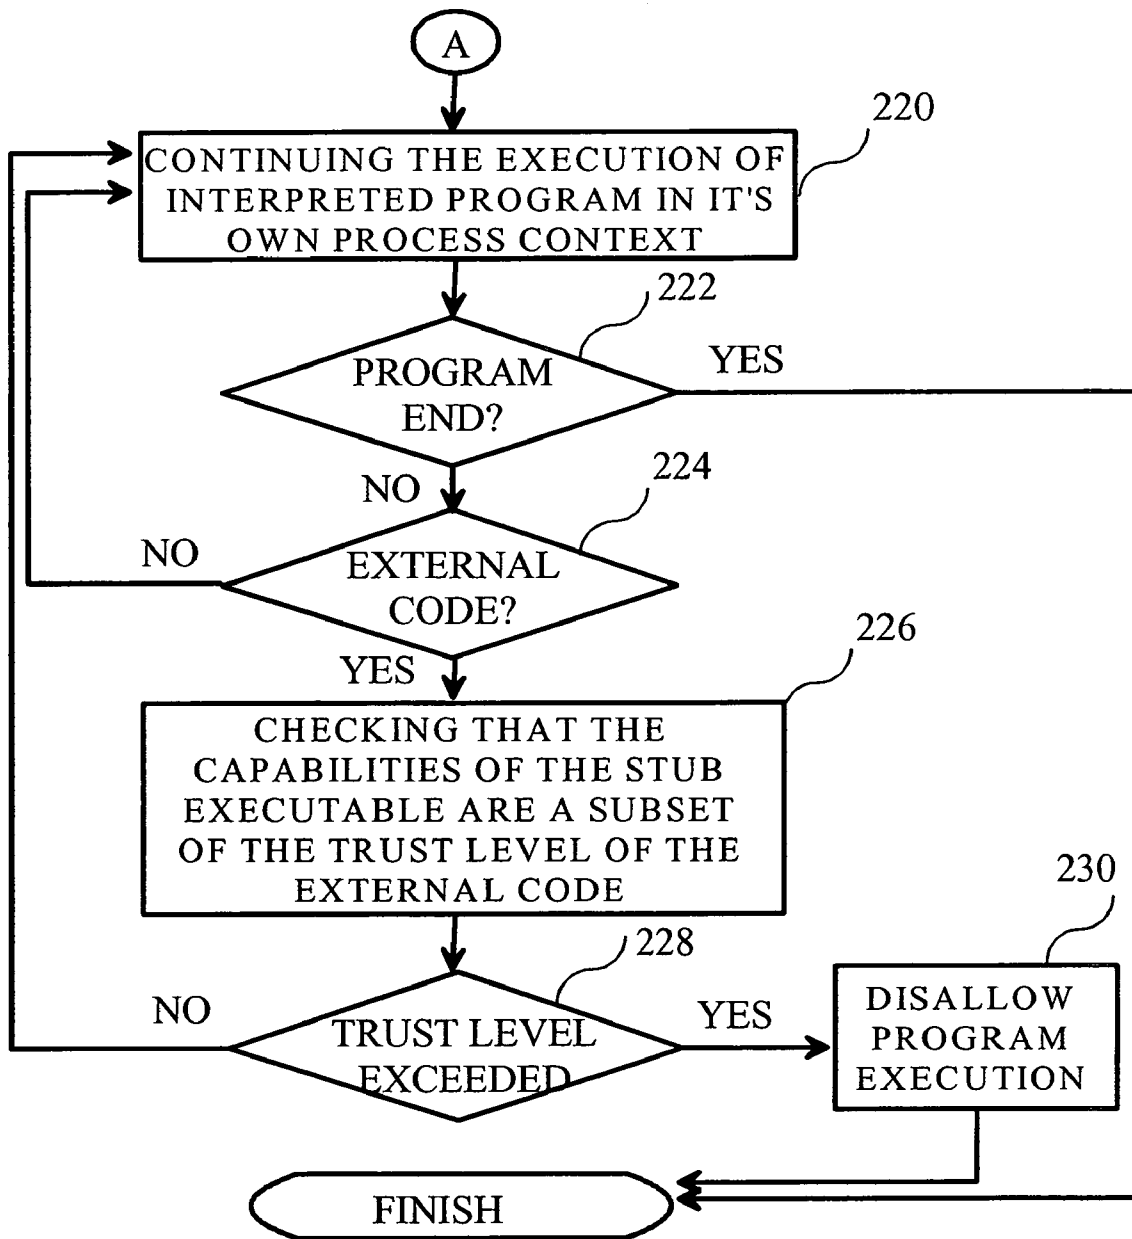 A
220
CONTINUING THE EXECUTION OF
INTERPRETED PROGRAM IN IT'S
OWN PROCESS CONTEXT
222
PROGRAM
END?
YES
NO
224
EXTERNAL
CODE?
NO
YES
226
CHECKING THAT THE
CAPABILITIES OF THE STUB
EXECUTABLE ARE A SUBSET
OF THE TRUST LEVEL OF THE
EXTERNAL CODE
228
TRUST LEVEL
EXCEEDED
NO
YES
230
DISALLOW
PROGRAM
EXECUTION
FINISH